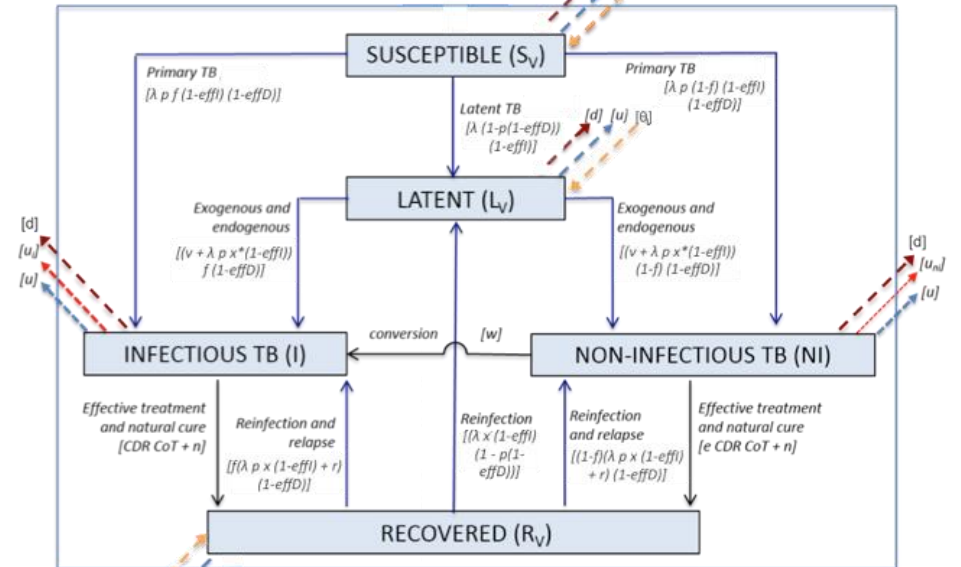 SUSCEPTIBLE (Sᵥ)
Primary TB
[λ p f (1-effI) (1-effD)]
Primary TB
[λ p (1-f) (1-effI)
(1-effD)]
Latent TB
[λ (1-p(1-effD))
(1-effI)]
[d] [u] [θ]
LATENT (Lᵥ)
Exogenous and
endogenous
[(v + λ p x*(1-effI))
f (1-effD)]
Exogenous and
endogenous
[(v + λ p x*(1-effI))
(1-f) (1-effD)]
[d]
[uᵢ]
[u]
[d]
[uₙᵢ]
[u]
conversion [w]
INFECTIOUS TB (I)
NON-INFECTIOUS TB (NI)
Effective treatment
and natural cure
[CDR CoT + n]
Reinfection and
relapse
[f(λ p x (1-effI) + r)
(1-effD)]
Reinfection
[(λ x (1-effI)
(1 - p(1-
effD))]
Reinfection
and relapse
[(1-f)(λ p x (1-effI)
+ r) (1-effD)]
Effective treatment
and natural cure
[e CDR CoT + n]
RECOVERED (Rᵥ)